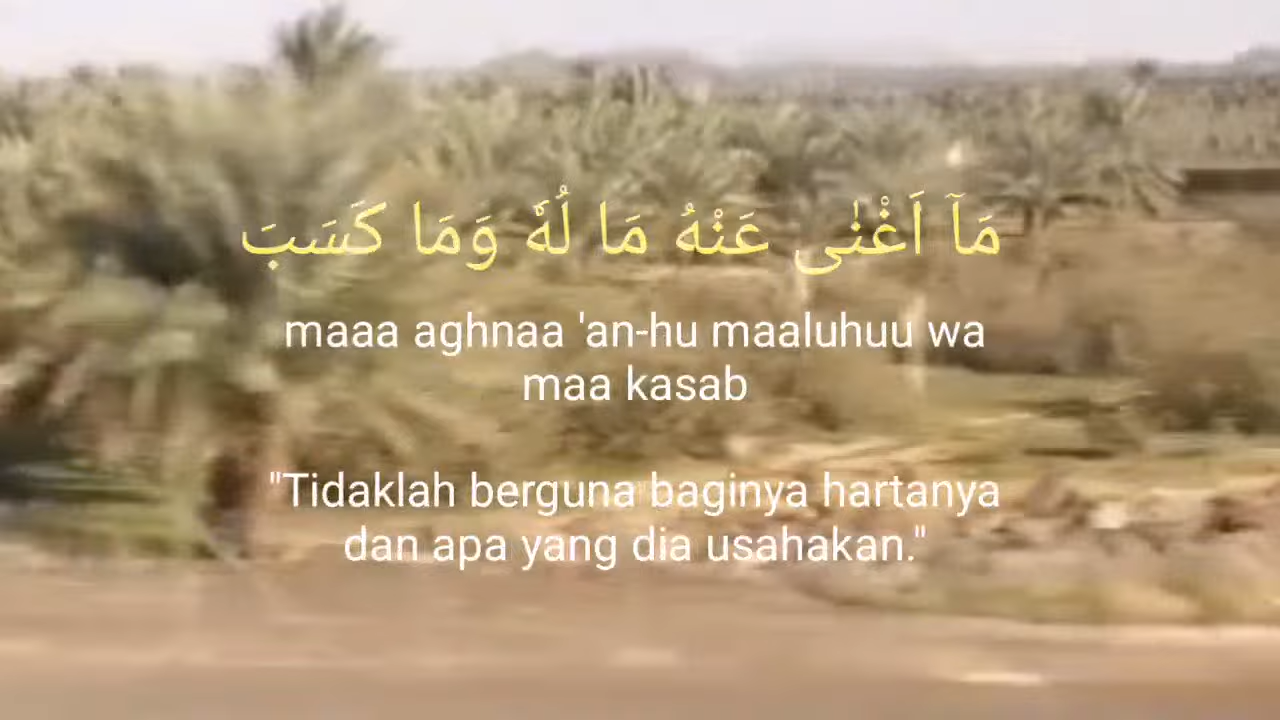 مَآ اَغْنٰى عَنْهُ مَا لُهٗ وَمَا كَسَبَ
maaa aghnaa 'an-hu maaluhuu wa
maa kasab
"Tidaklah berguna baginya hartanya
dan apa yang dia usahakan."